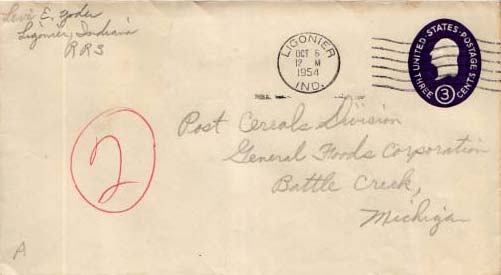 Levi E. Yoder
Ligonier, Indiana
RR3
LIGONIER
OCT 6
12 M
1954
IND.
UNITED STATES POSTAGE
THREE 3 CENTS
Post Cereals Division
General Foods Corporation
Battle Creek,
Michigan
2
A